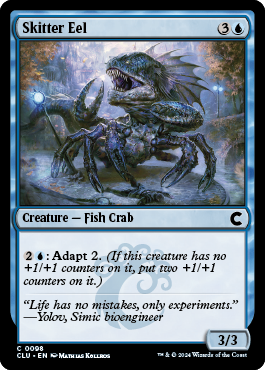 Skitter Eel 3
Creature — Fish Crab
2 : Adapt 2. (If this creature has no
+1/+1 counters on it, put two +1/+1
counters on it.)
“Life has no mistakes, only experiments.”
—Yolov, Simic bioengineer
3/3
C 0098
CLU • EN Mathias Kollros
™ & © 2024 Wizards of the Coast